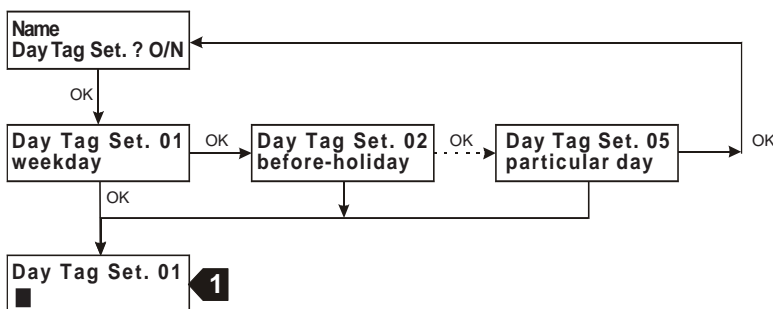 Name
Day Tag Set. ? O/N
OK
Day Tag Set. 01
weekday
OK
Day Tag Set. 02
before-holiday
OK
Day Tag Set. 05
particular day
OK
OK
Day Tag Set. 01
1